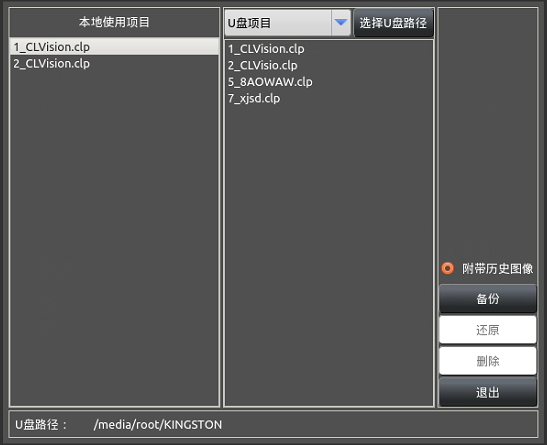 本地使用项目
1_CLVision.clp
2_CLVision.clp
U盘项目
选择U盘路径
1_CLVision.clp
2_CLVisio.clp
5_8AOWAW.clp
7_xjsd.clp
附带历史图像
备份
还原
删除
退出
U盘路径： /media/root/KINGSTON